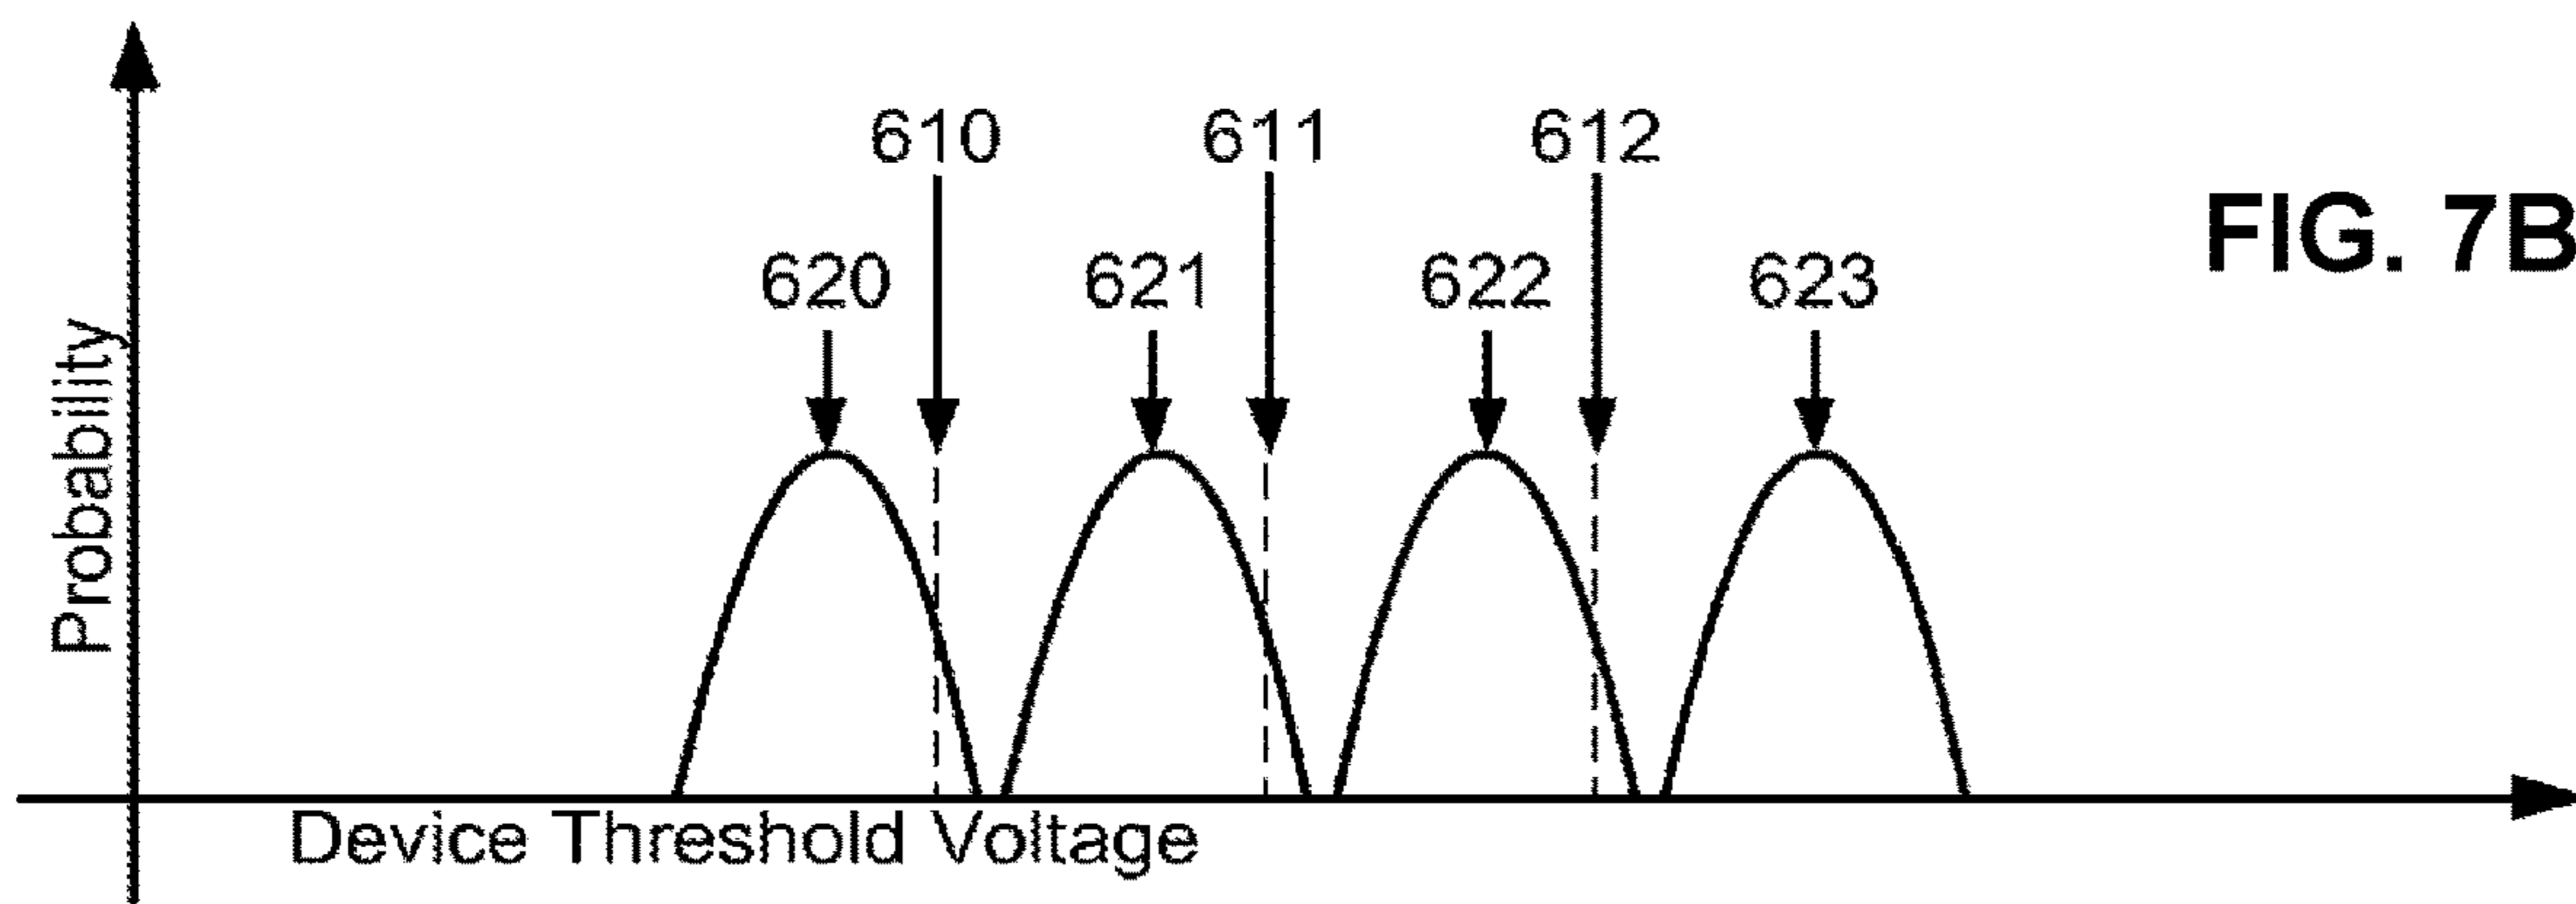 610 611 612
FIG. 7B
620 621 622 623
Probability
Device Threshold Voltage